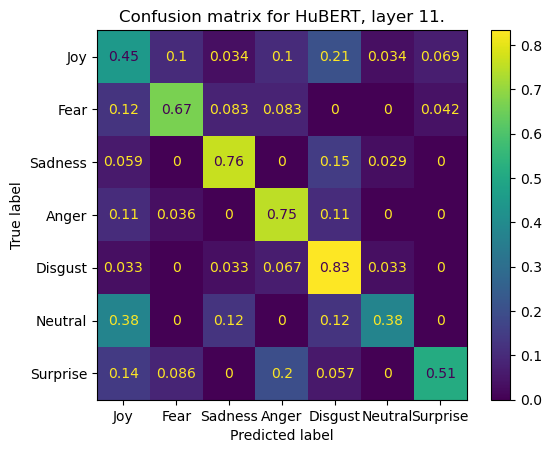 Confusion matrix for HuBERT, layer 11.
Joy 0.45 0.1 0.034 0.1 0.21 0.034 0.069
Fear 0.12 0.67 0.083 0.083 0 0 0.042
Sadness 0.059 0 0.76 0 0.15 0.029 0
Anger 0.11 0.036 0 0.75 0.11 0 0
Disgust 0.033 0 0.033 0.067 0.83 0.033 0
Neutral 0.38 0 0.12 0 0.12 0.38 0
Surprise 0.14 0.086 0 0.2 0.057 0 0.51
Joy Fear Sadness Anger Disgust Neutral Surprise
Predicted label
True label
0.8
0.7
0.6
0.5
0.4
0.3
0.2
0.1
0.0